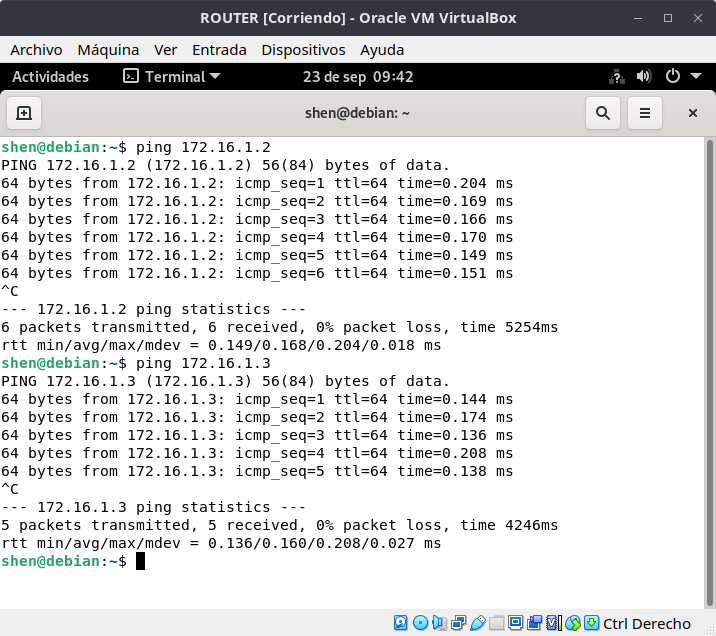 ROUTER [Corriendo] - Oracle VM VirtualBox
Archivo Máquina Ver Entrada Dispositivos Ayuda
Actividades Terminal 23 de sep 09:42
shen@debian: ~
shen@debian:~$ ping 172.16.1.2
PING 172.16.1.2 (172.16.1.2) 56(84) bytes of data.
64 bytes from 172.16.1.2: icmp_seq=1 ttl=64 time=0.204 ms
64 bytes from 172.16.1.2: icmp_seq=2 ttl=64 time=0.169 ms
64 bytes from 172.16.1.2: icmp_seq=3 ttl=64 time=0.166 ms
64 bytes from 172.16.1.2: icmp_seq=4 ttl=64 time=0.170 ms
64 bytes from 172.16.1.2: icmp_seq=5 ttl=64 time=0.149 ms
64 bytes from 172.16.1.2: icmp_seq=6 ttl=64 time=0.151 ms
^C
--- 172.16.1.2 ping statistics ---
6 packets transmitted, 6 received, 0% packet loss, time 5254ms
rtt min/avg/max/mdev = 0.149/0.168/0.204/0.018 ms
shen@debian:~$ ping 172.16.1.3
PING 172.16.1.3 (172.16.1.3) 56(84) bytes of data.
64 bytes from 172.16.1.3: icmp_seq=1 ttl=64 time=0.144 ms
64 bytes from 172.16.1.3: icmp_seq=2 ttl=64 time=0.174 ms
64 bytes from 172.16.1.3: icmp_seq=3 ttl=64 time=0.136 ms
64 bytes from 172.16.1.3: icmp_seq=4 ttl=64 time=0.208 ms
64 bytes from 172.16.1.3: icmp_seq=5 ttl=64 time=0.138 ms
^C
--- 172.16.1.3 ping statistics ---
5 packets transmitted, 5 received, 0% packet loss, time 4246ms
rtt min/avg/max/mdev = 0.136/0.160/0.208/0.027 ms
shen@debian:~$
Ctrl Derecho